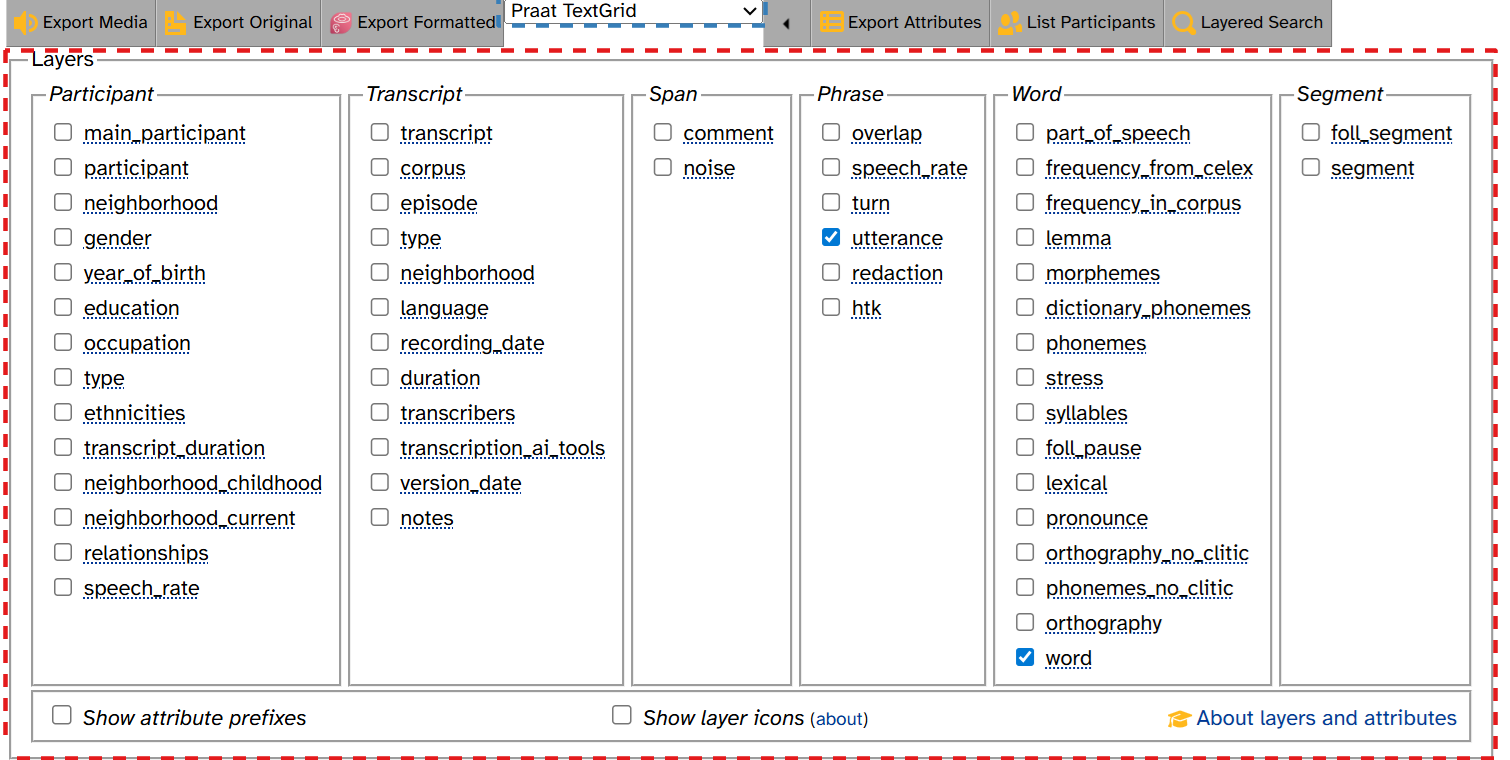 Export Media Export Original Export Formatted Praat TextGrid Export Attributes List Participants Layered Search
Layers
Participant
main_participant
participant
neighborhood
gender
year_of_birth
education
occupation
type
ethnicities
transcript_duration
neighborhood_childhood
neighborhood_current
relationships
speech_rate
Transcript
transcript
corpus
episode
type
neighborhood
language
recording_date
duration
transcribers
transcription_ai_tools
version_date
notes
Span
comment
noise
Phrase
overlap
speech_rate
turn
utterance
redaction
htk
Word
part_of_speech
frequency_from_celex
frequency_in_corpus
lemma
morphemes
dictionary_phonemes
phonemes
stress
syllables
foll_pause
lexical
pronounce
orthography_no_clitic
phonemes_no_clitic
orthography
word
Segment
foll_segment
segment
Show attribute prefixes Show layer icons (about) About layers and attributes